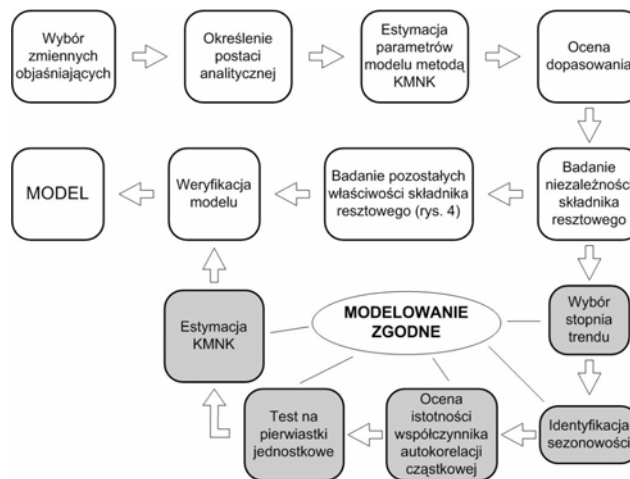 Wybór
zmiennych
objaśniających
Określenie
postaci
analitycznej
Estymacja
parametrów
modelu metodą
KMNK
Ocena
dopasowania
MODEL
Weryfikacja
modelu
Badanie pozostałych
właściwości składnika
resztowego (rys. 4)
Badanie
niezależności
składnika
resztowego
Estymacja
KMNK
MODELOWANIE
ZGODNE
Wybór
stopnia
trendu
Test na
pierwiastki
jednostkowe
Ocena
istotności
współczynnika
autokorelacji
cząstkowej
Identyfikacja
sezonowości